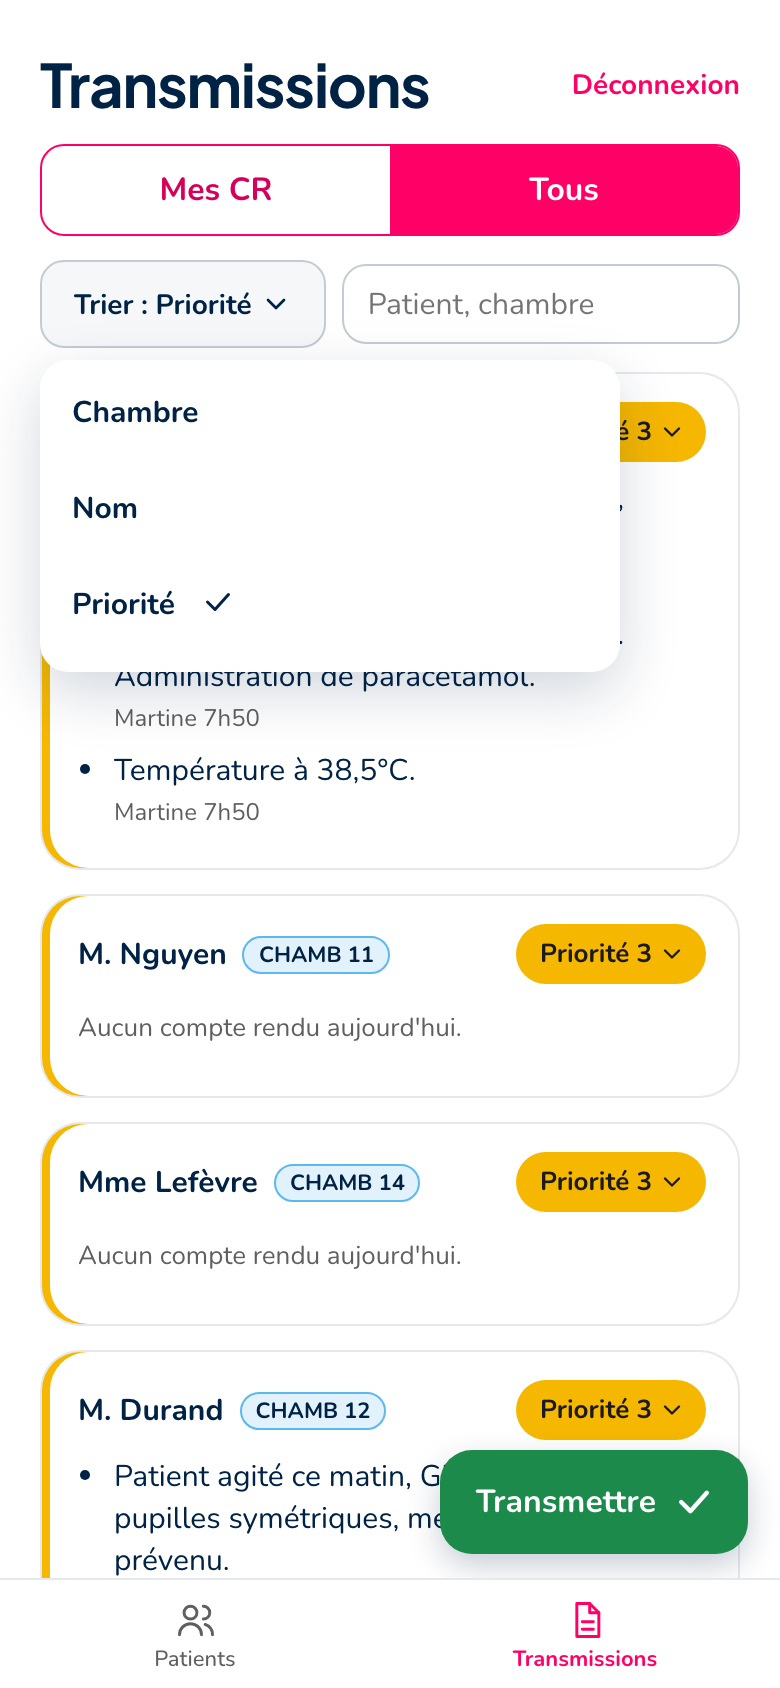 Transmissions
Déconnexion
Mes CR
Tous
Trier : Priorité
Patient, chambre
Chambre
Nom
Priorité
é 3
Administration de paracétamol.
Martine 7h50
• Température à 38,5°C.
Martine 7h50
M. Nguyen
CHAMB 11
Priorité 3
Aucun compte rendu aujourd'hui.
Mme Lefèvre
CHAMB 14
Priorité 3
Aucun compte rendu aujourd'hui.
M. Durand
CHAMB 12
Priorité 3
• Patient agité ce matin,
pupilles symétriques,
prévenu.
Transmettre
Patients
Transmissions